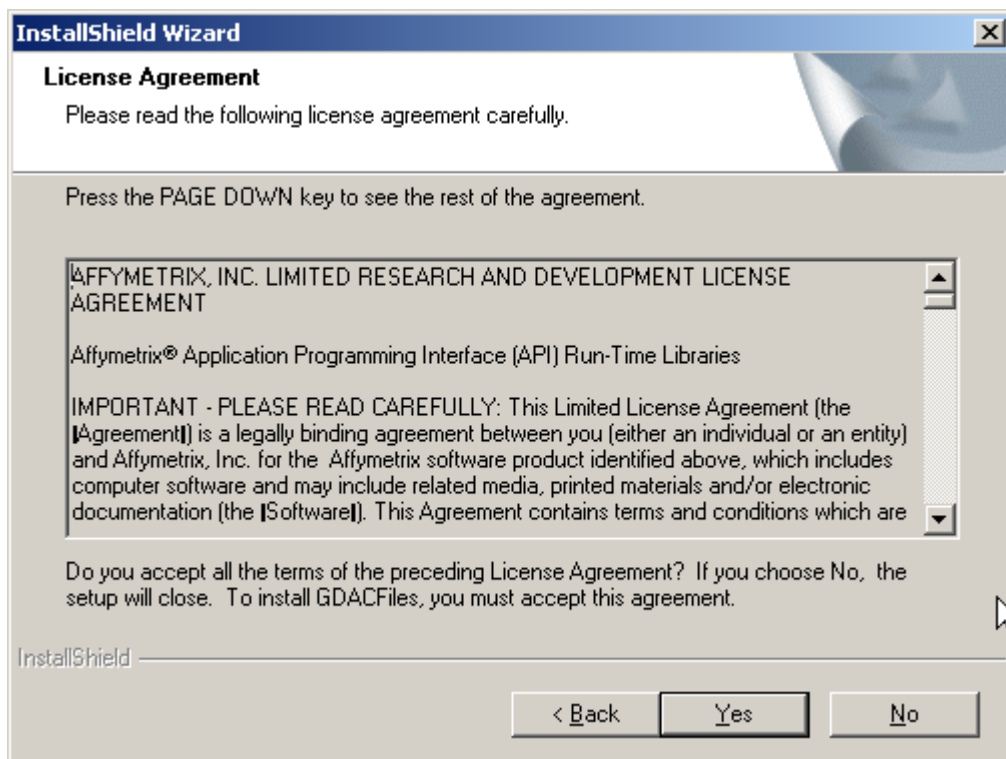 InstallShield Wizard
License Agreement
Please read the following license agreement carefully.
Press the PAGE DOWN key to see the rest of the agreement.
AFFYMETRIX, INC. LIMITED RESEARCH AND DEVELOPMENT LICENSE
AGREEMENT
Affymetrix® Application Programming Interface (API) Run-Time Libraries
IMPORTANT - PLEASE READ CAREFULLY: This Limited License Agreement (the
|Agreement|) is a legally binding agreement between you (either an individual or an entity)
and Affymetrix, Inc. for the  Affymetrix software product identified above, which includes
computer software and may include related media, printed materials and/or electronic
documentation (the |Software|). This Agreement contains terms and conditions which are
Do you accept all the terms of the preceding License Agreement?  If you choose No,  the
setup will close.  To install GDACFiles, you must accept this agreement.
InstallShield
< Back Yes No